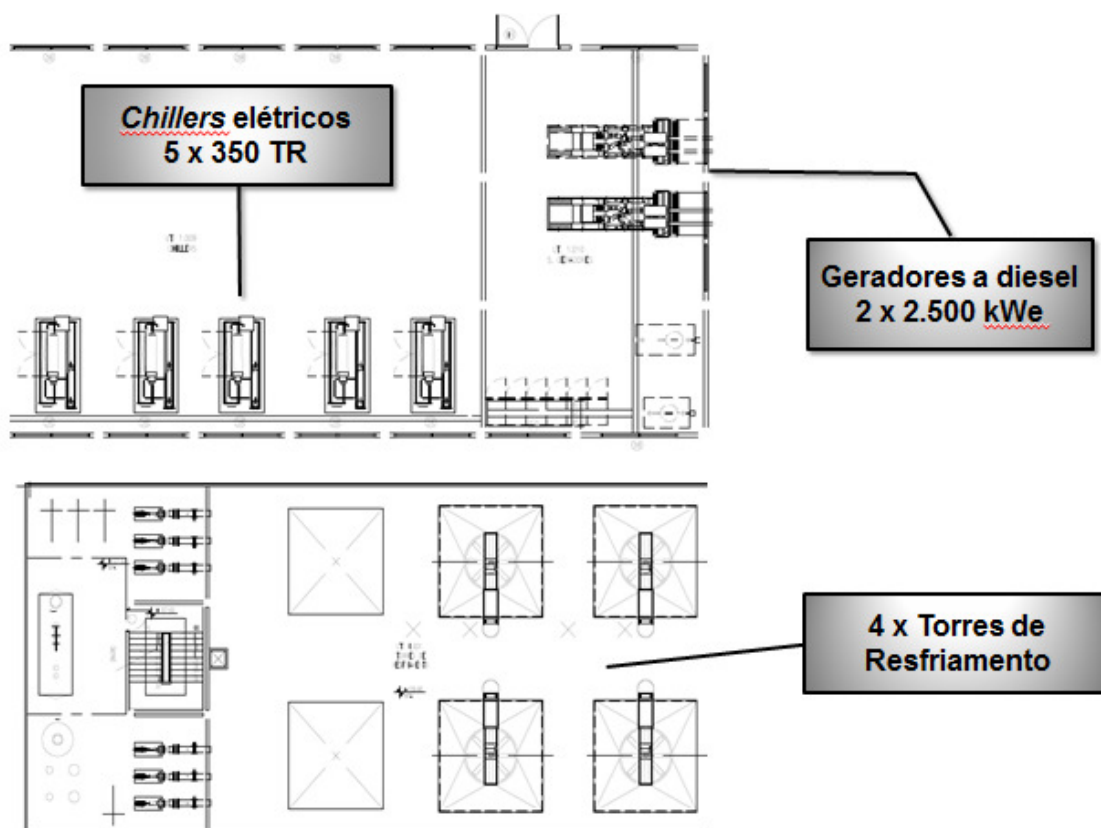 Chillers elétricos
5 x 350 TR
Geradores a diesel
2 x 2.500 kWe
4 x Torres de
Resfriamento